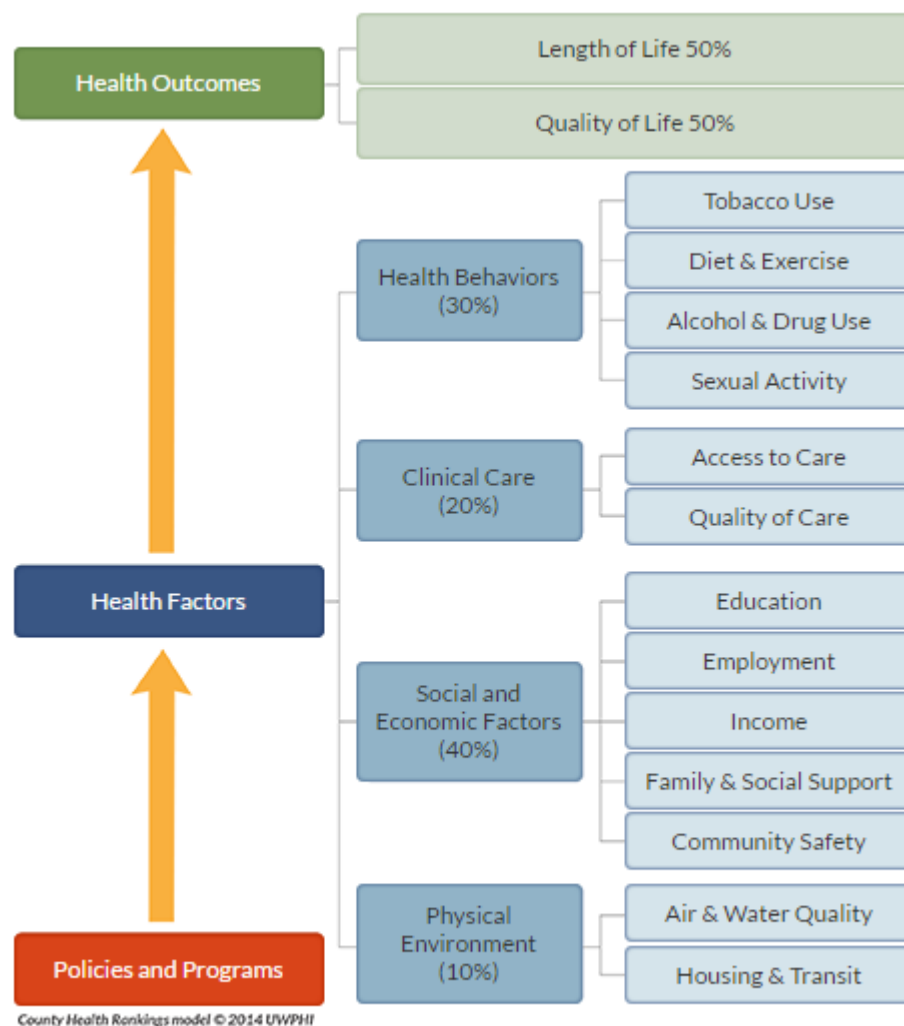 Health Outcomes
Length of Life 50%
Quality of Life 50%
Health Behaviors
(30%)
Tobacco Use
Diet & Exercise
Alcohol & Drug Use
Sexual Activity
Clinical Care
(20%)
Access to Care
Quality of Care
Health Factors
Social and
Economic Factors
(40%)
Education
Employment
Income
Family & Social Support
Community Safety
Physical
Environment
(10%)
Air & Water Quality
Housing & Transit
Policies and Programs
County Health Rankings model © 2014 UWPHI